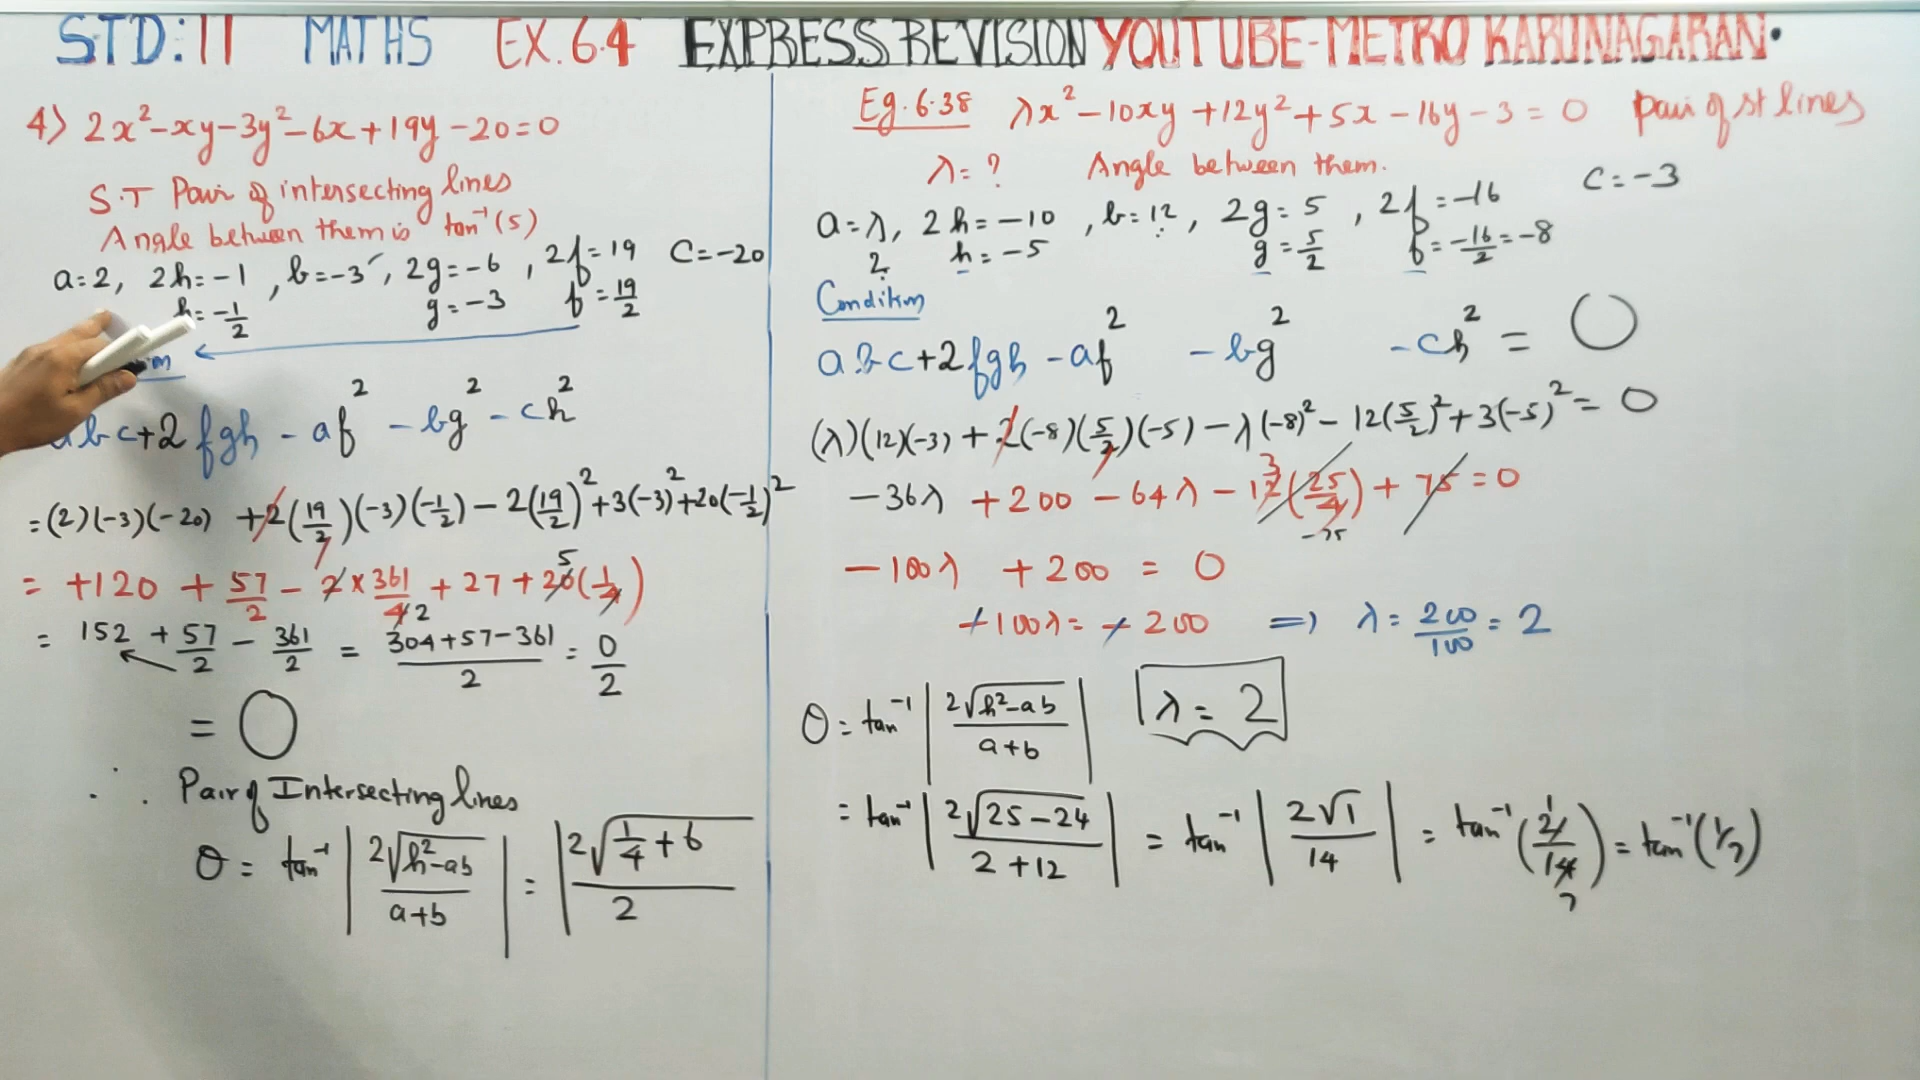 STD: 11 MATHS EX. 6.4 EXPRESS REVISION YOUTUBE-METRO KARUNAGARAN.
4) 2x² - xy - 3y² - 6x + 19y - 20 = 0
S.T Pair of intersecting lines
Angle between them is tan⁻¹(5)
a = 2, 2h = -1, b = -3, 2g = -6, 2f = 19 c = -20
h = -1/2 g = -3 f = 19/2
abc + 2fgh - af² - bg² - ch²
= (2)(-3)(-20) + 2(19/2)(-3)(-1/2) - 2(19/2)² + 3(-3)² + 20(-1/2)²
= +120 + 57/2 - 2 × 361/4 2 + 27 + 20 5 (1/4)
= 152 + 57/2 - 361/2 = (304 + 57 - 361)/2 = 0/2
= 0
∴ Pair of Intersecting lines
θ = tan⁻¹ | 2√(h² - ab) / (a + b) | = | 2√(1/4 + 6) / 2
Eg. 6.38 λx² - 10xy + 12y² + 5x - 16y - 3 = 0 pair of st lines
λ = ? Angle between them.
a = λ, 2h = -10, b = 12, 2g = 5, 2f = -16 c = -3
2 h = -5 g = 5/2 f = -16/2 = -8
Condition
abc + 2fgh - af² - bg² - ch² = 0
(λ)(12)(-3) + 2(-8)(5/2)(-5) - λ(-8)² - 12(5/2)² + 3(-5)² = 0
-36λ + 200 - 64λ - 12 3 (25/4) + 75 = 0
-75
-100λ + 200 = 0
-100λ = -200 ⇒ λ = 200/100 = 2
θ = tan⁻¹ | 2√(h² - ab) / (a + b) | λ = 2
= tan⁻¹ | 2√(25 - 24) / (2 + 12) | = tan⁻¹ | 2√1 / 14 | = tan⁻¹ (2/14) 1 7 = tan⁻¹(1/7)